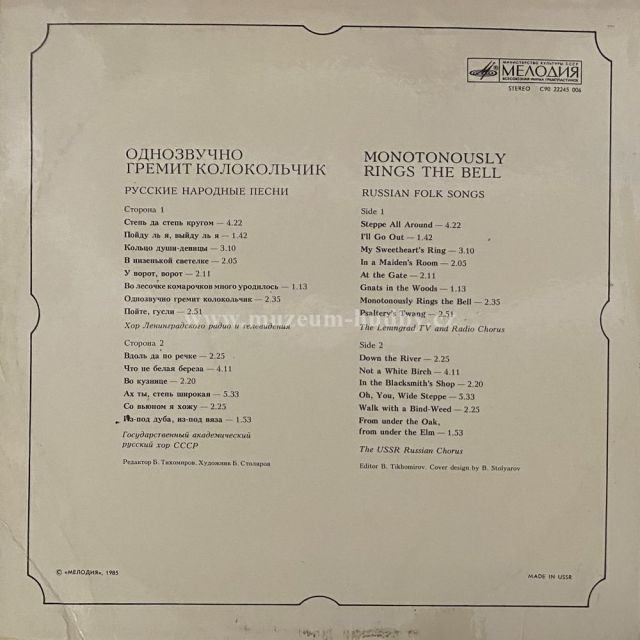 МИНИСТЕРСТВО КУЛЬТУРЫ СССР
МЕЛОДИЯ
ВСЕСОЮЗНАЯ ФИРМА ГРАМПЛАСТИНОК
STEREO C90 22245 006
ОДНОЗВУЧНО
ГРЕМИТ КОЛОКОЛЬЧИК
РУССКИЕ НАРОДНЫЕ ПЕСНИ
Сторона 1
Степь да степь кругом — 4.22
Пойду ль я, выйду ль я — 1.42
Кольцо души-девицы — 3.10
В низенькой светелке — 2.05
У ворот, ворот — 2.11
Во лесочке комарочков много уродилось — 1.13
Однозвучно гремит колокольчик — 2.35
Пойте, гусли — 2.51
Хор Ленинградского радио и телевидения
Сторона 2
Вдоль да по речке — 2.25
Что не белая береза — 4.11
Во кузнице — 2.20
Ах ты, степь широкая — 5.33
Со вьюном я хожу — 2.25
Из-под дуба, из-под вяза — 1.53
Государственный академический
русский хор СССР
Редактор Б. Тихомиров. Художник Б. Столяров
MONOTONOUSLY
RINGS THE BELL
RUSSIAN FOLK SONGS
Side 1
Steppe All Around — 4.22
I'll Go Out — 1.42
My Sweetheart's Ring — 3.10
In a Maiden's Room — 2.05
At the Gate — 2.11
Gnats in the Woods — 1.13
Monotonously Rings the Bell — 2.35
Psaltery's Twang — 2.51
The Leningrad TV and Radio Chorus
Side 2
Down the River — 2.25
Not a White Birch — 4.11
In the Blacksmith's Shop — 2.20
Oh, You, Wide Steppe — 5.33
Walk with a Bind-Weed — 2.25
From under the Oak,
from under the Elm — 1.53
The USSR Russian Chorus
Editor B. Tikhomirov. Cover design by B. Stolyarov
© «МЕЛОДИЯ», 1985
MADE IN USSR